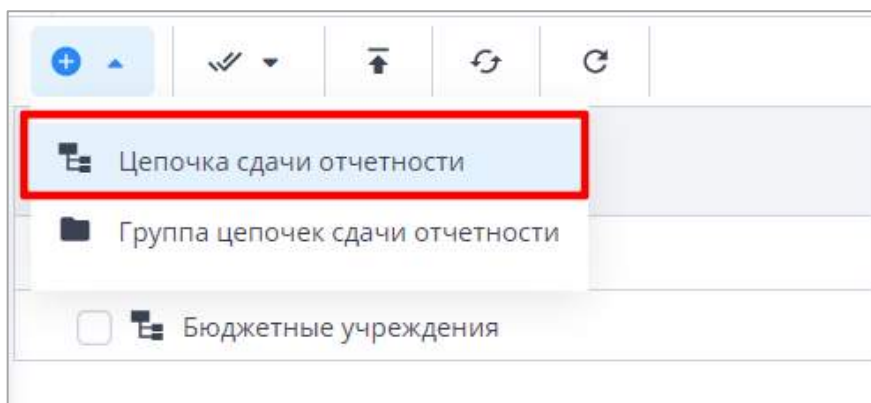 Цепочка сдачи отчетности
Группа цепочек сдачи отчетности
Бюджетные учреждения